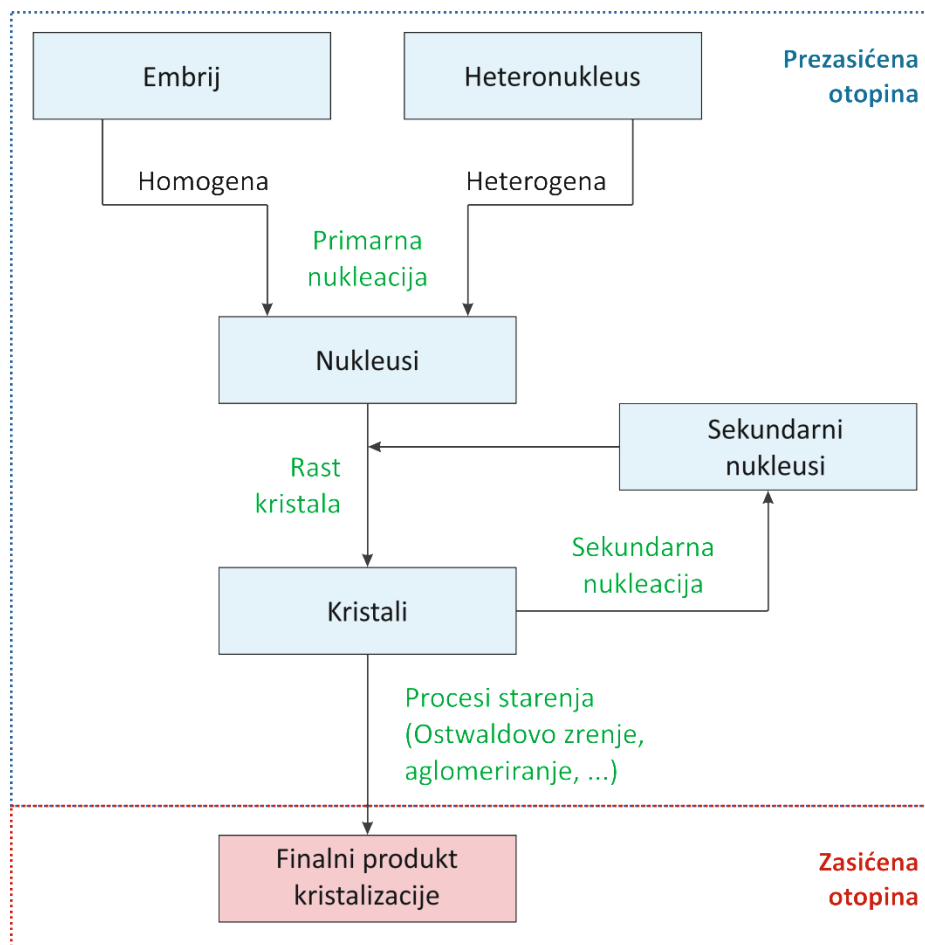 Embrij
Heteronukleus
Prezasićena
otopina
Homogena
Heterogena
Primarna
nukleacija
Nukleusi
Sekundarni
nukleusi
Rast
kristala
Sekundarna
nukleacija
Kristali
Procesi starenja
(Ostwaldovo zrenje,
aglomeriranje, ...)
Finalni produkt
kristalizacije
Zasićena
otopina